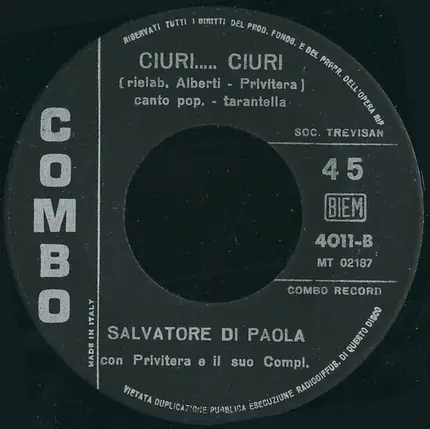 RISERVATI TUTTI I DIRITTI DEL PROD. FONOG. E DEL PROPR. DELL'OPERA RIP.
CIURI..... CIURI
(rielab. Alberti - Privitera)
canto pop. - tarantella
SOC. TREVISAN
COMBO
45
BIEM
4011-B
MT 02187
COMBO RECORD
MADE IN ITALY
SALVATORE DI PAOLA
con Privitera e il suo Compl.
VIETATA DUPLICAZIONE PUBBLICA ESECUZIONE RADIODIFFUS. DI QUESTO DISCO